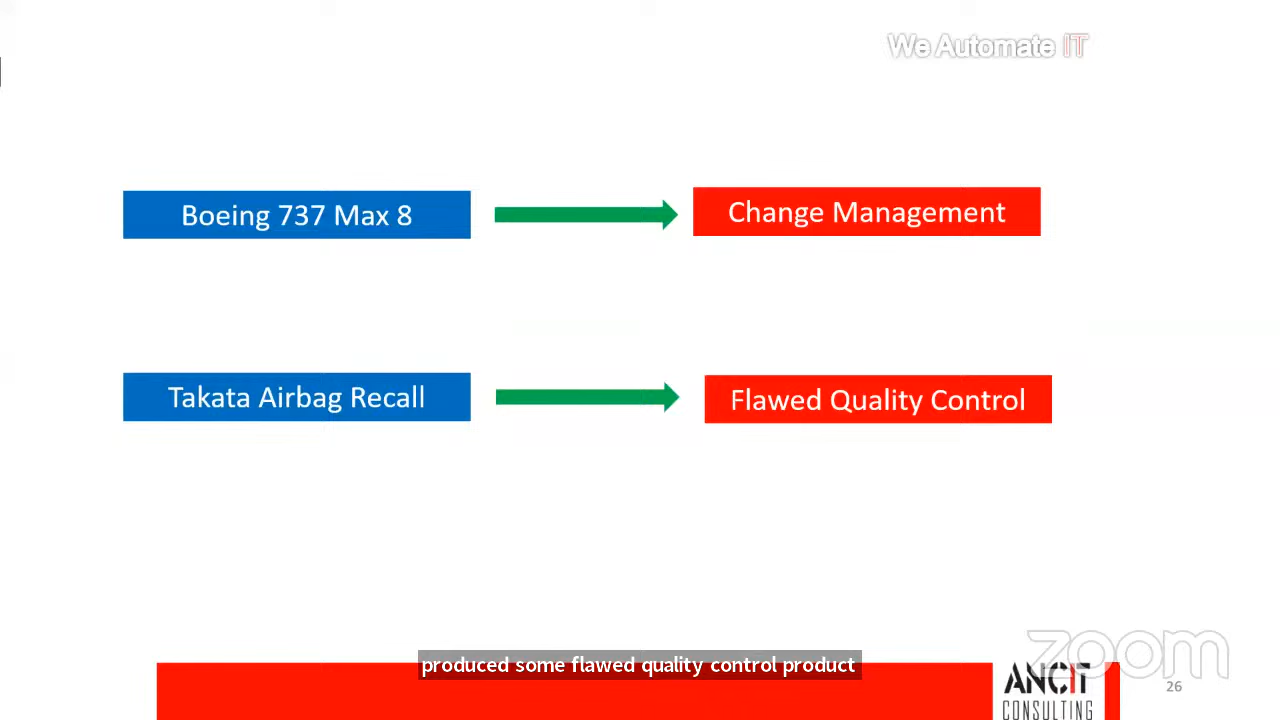 We Automate IT
Boeing 737 Max 8
Change Management
Takata Airbag Recall
Flawed Quality Control
produced some flawed quality control product
zoom
ANCIT
CONSULTING
26